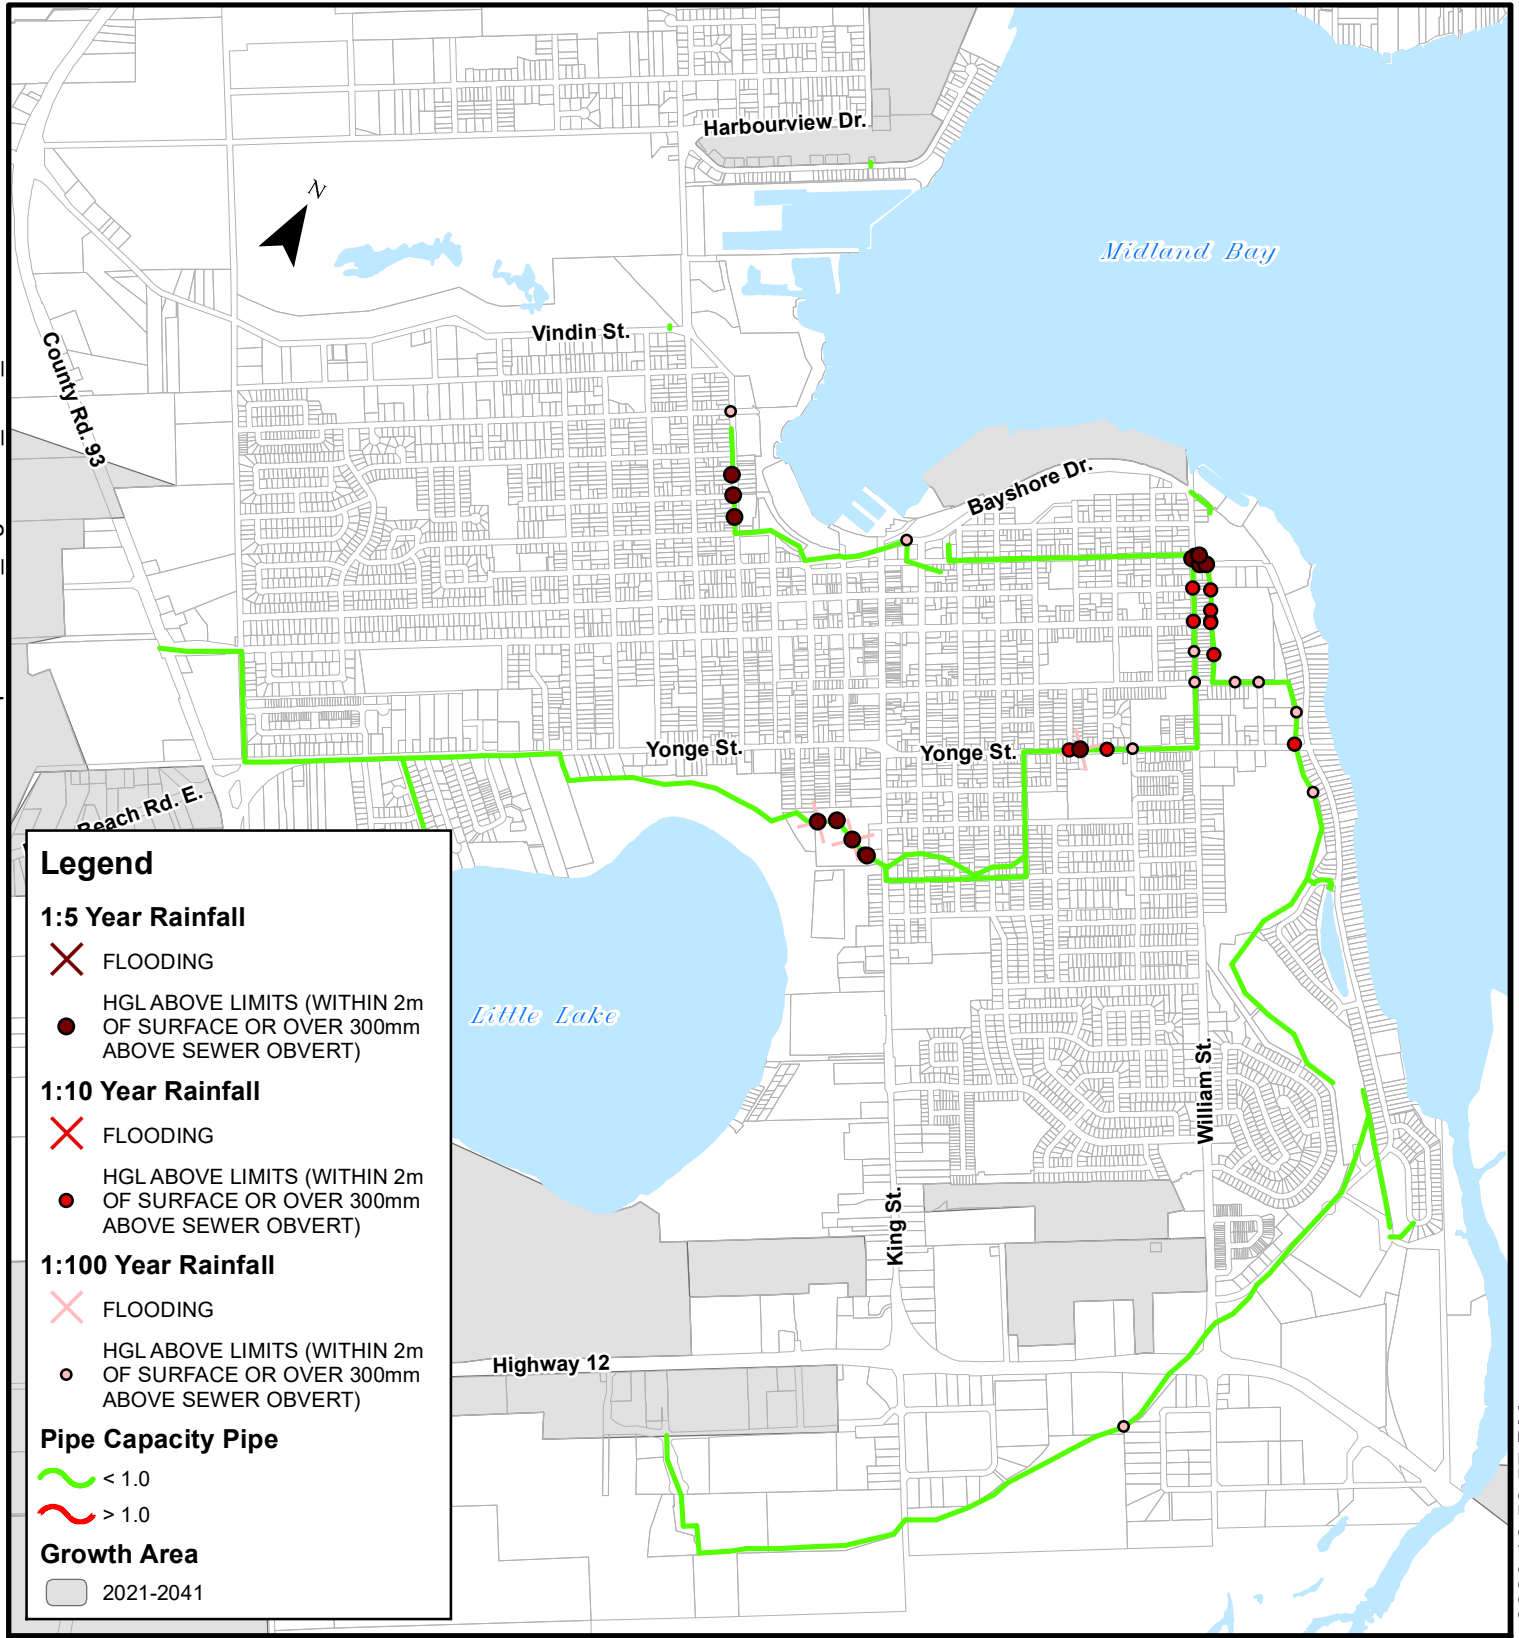 Harbourview Dr.
N
Midland Bay
Vindin St.
County Rd. 93
Bayshore Dr.
Yonge St.
Yonge St.
Beach Rd. E.
Little Lake
William St.
King St.
Highway 12
Legend
1:5 Year Rainfall
FLOODING
HGL ABOVE LIMITS (WITHIN 2m
OF SURFACE OR OVER 300mm
ABOVE SEWER OBVERT)
1:10 Year Rainfall
FLOODING
HGL ABOVE LIMITS (WITHIN 2m
OF SURFACE OR OVER 300mm
ABOVE SEWER OBVERT)
1:100 Year Rainfall
FLOODING
HGL ABOVE LIMITS (WITHIN 2m
OF SURFACE OR OVER 300mm
ABOVE SEWER OBVERT)
Pipe Capacity Pipe
< 1.0
> 1.0
Growth Area
2021-2041